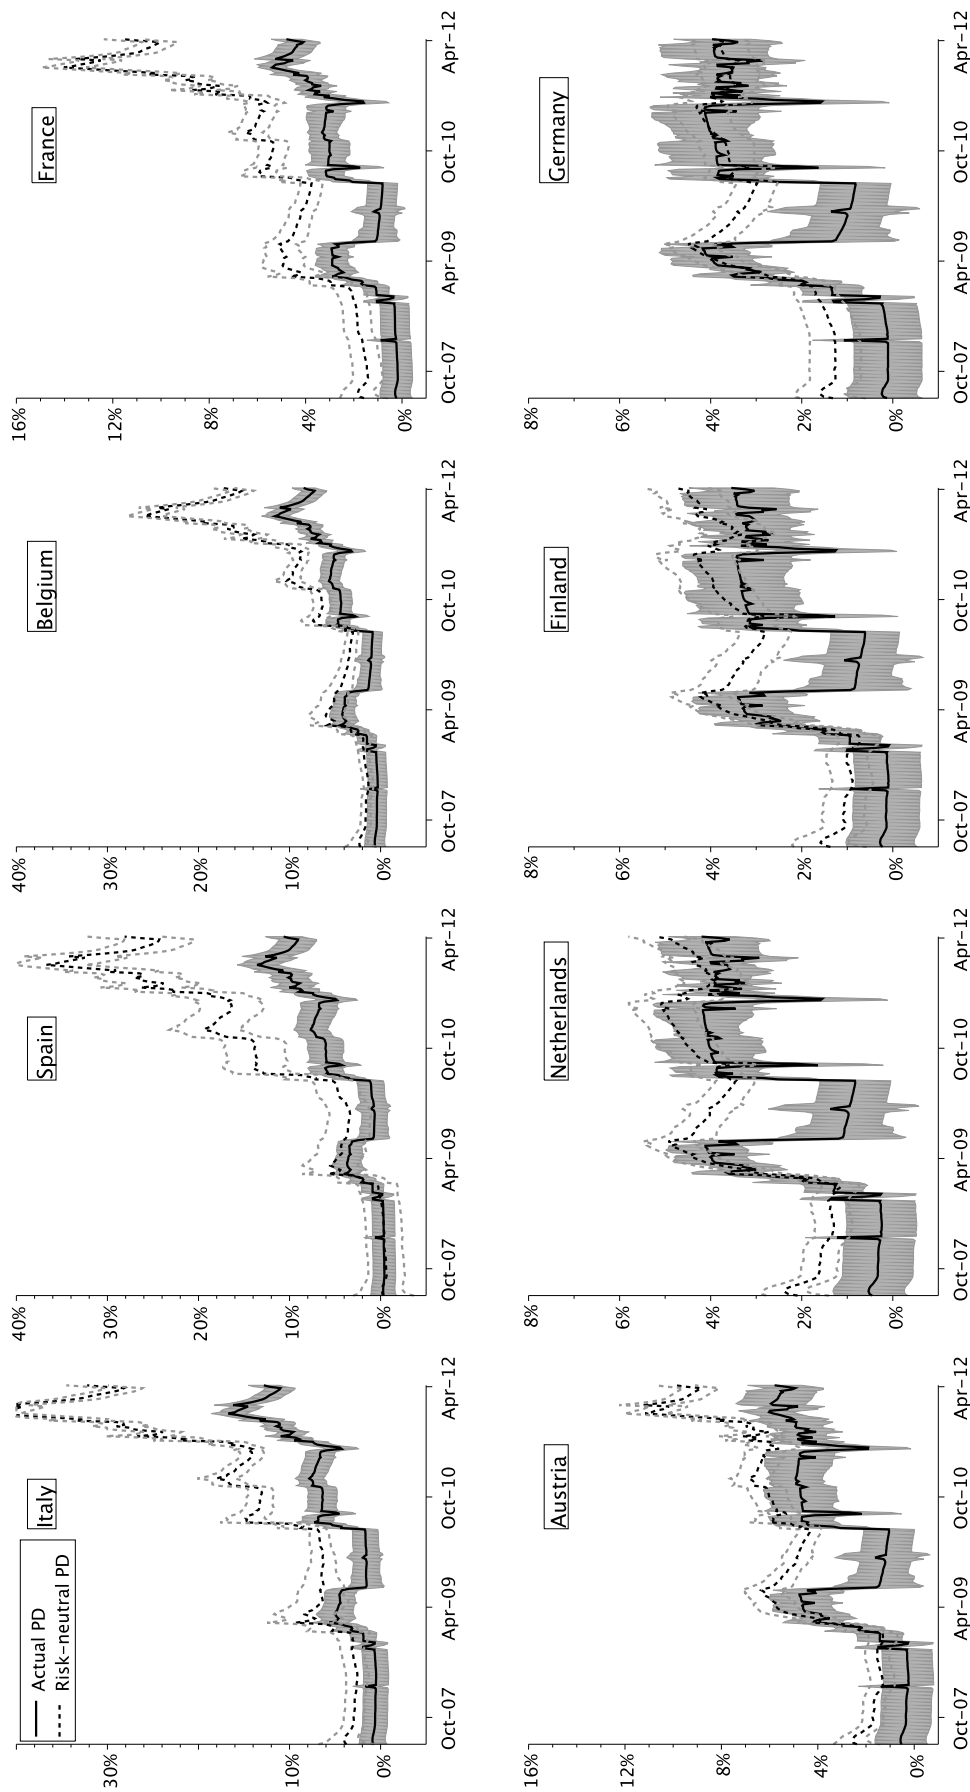 Actual PD
Risk–neutral PD
Italy
30%
10%
0%
Oct–07
Apr–09
Oct–10
Apr–12
Spain
40%
30%
20%
10%
0%
Oct–07
Apr–09
Oct–10
Apr–12
Belgium
40%
30%
20%
10%
0%
Oct–07
Apr–09
Oct–10
Apr–12
France
16%
12%
8%
4%
0%
Oct–07
Apr–09
Oct–10
Apr–12
Austria
16%
12%
4%
0%
Oct–07
Apr–09
Oct–10
Apr–12
Netherlands
8%
6%
4%
2%
0%
Oct–07
Apr–09
Oct–10
Apr–12
Finland
8%
6%
4%
2%
0%
Oct–07
Apr–09
Oct–10
Apr–12
Germany
8%
6%
4%
2%
0%
Oct–07
Apr–09
Oct–10
Apr–12